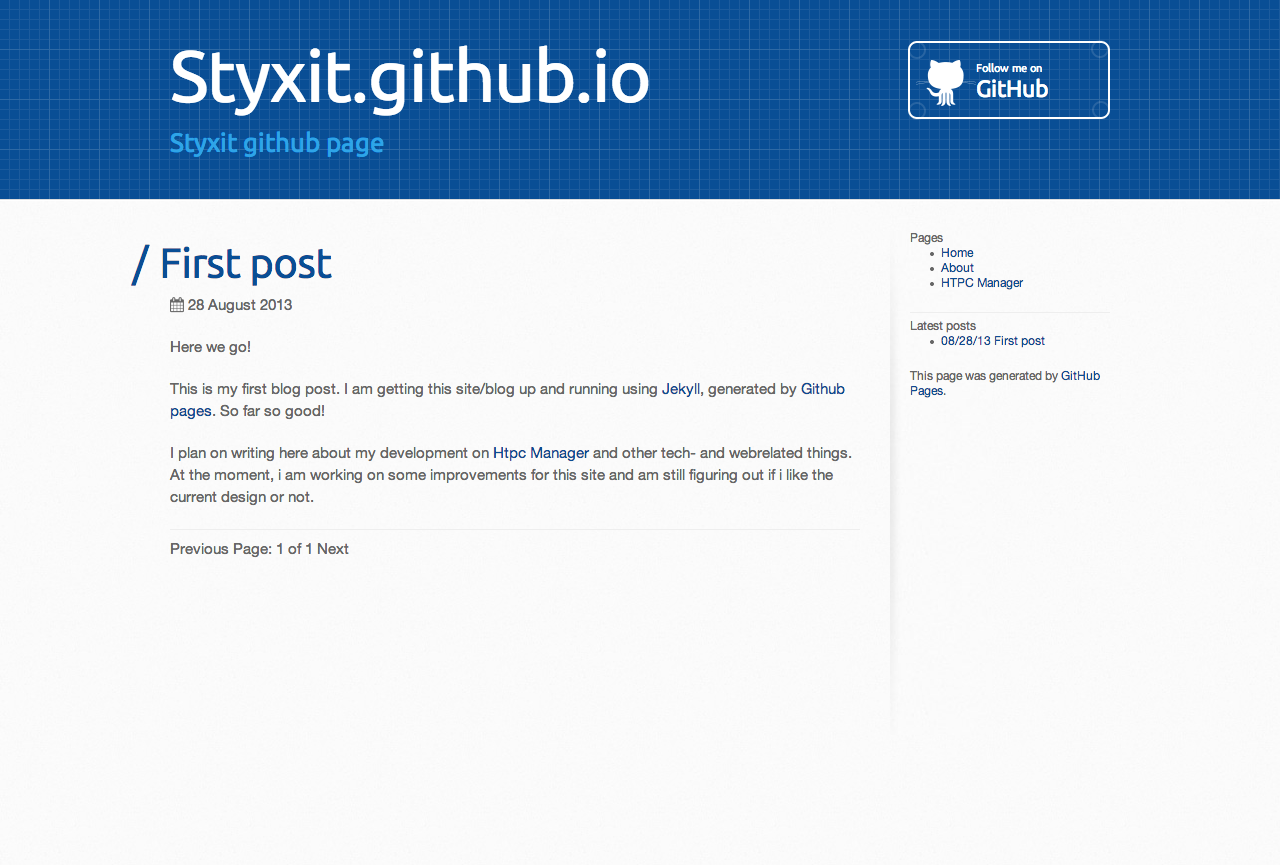 Styxit.github.io
Styxit github page
Follow me on
GitHub
/ First post
28 August 2013
Here we go!
This is my first blog post. I am getting this site/blog up and running using Jekyll, generated by Github
pages. So far so good!
I plan on writing here about my development on Htpc Manager and other tech- and webrelated things.
At the moment, i am working on some improvements for this site and am still figuring out if i like the
current design or not.
Previous Page: 1 of 1 Next
Pages
Home
About
HTPC Manager
Latest posts
08/28/13 First post
This page was generated by GitHub
Pages.